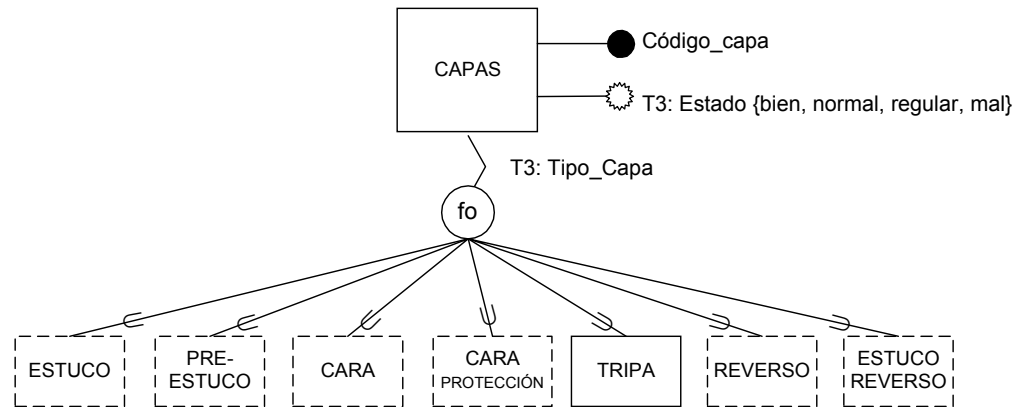 Código_capa
CAPAS
T3: Estado {bien, normal, regular, mal}
T3: Tipo_Capa
fo
ESTUCO
PRE-
ESTUCO
CARA
CARA
PROTECCIÓN
TRIPA
REVERSO
ESTUCO
REVERSO